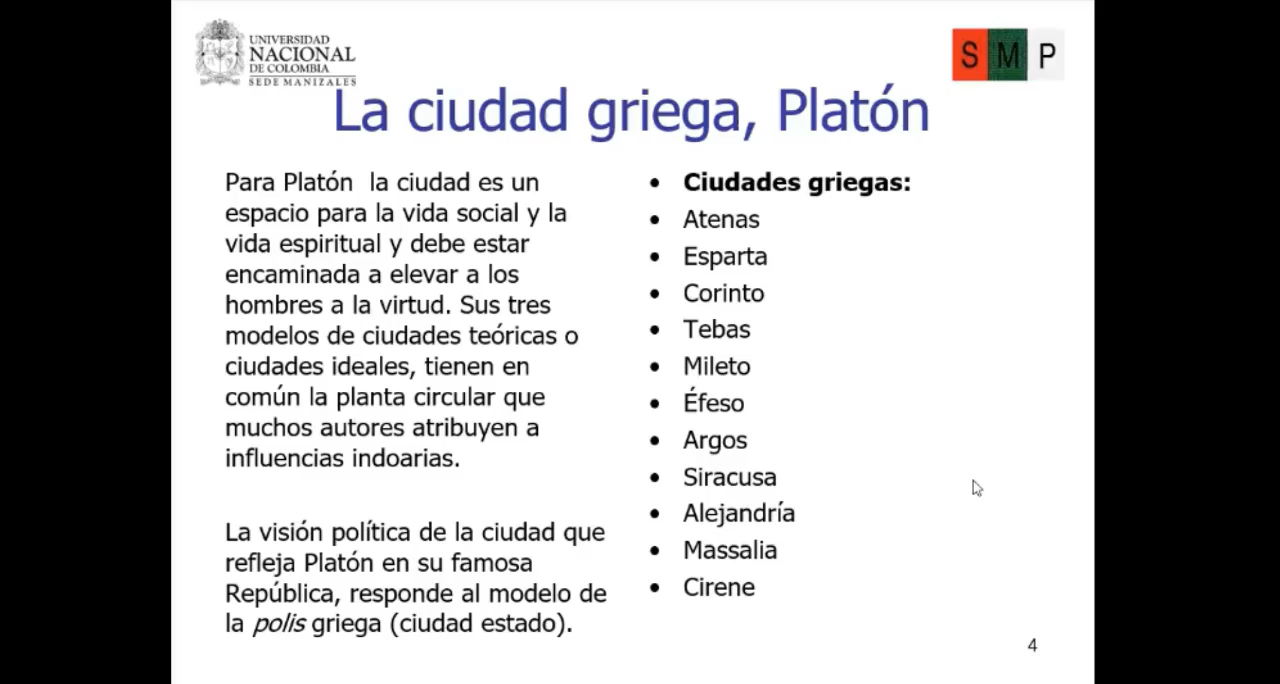 UNIVERSIDAD
NACIONAL
DE COLOMBIA
SEDE MANIZALES
S M P
La ciudad griega, Platón
Para Platón la ciudad es un
espacio para la vida social y la
vida espiritual y debe estar
encaminada a elevar a los
hombres a la virtud. Sus tres
modelos de ciudades teóricas o
ciudades ideales, tienen en
común la planta circular que
muchos autores atribuyen a
influencias indoarias.
La visión política de la ciudad que
refleja Platón en su famosa
República, responde al modelo de
la polis griega (ciudad estado).
• Ciudades griegas:
• Atenas
• Esparta
• Corinto
• Tebas
• Mileto
• Éfeso
• Argos
• Siracusa
• Alejandría
• Massalia
• Cirene
4